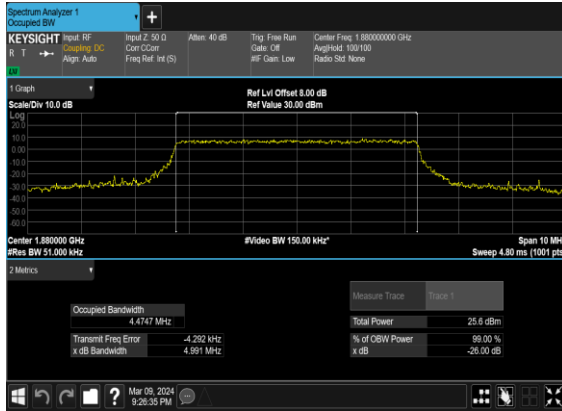 Spectrum Analyzer 1
Occupied BW
+
KEYSIGHT Input: RF Input Z: 50 Ω Atten: 40 dB Trig: Free Run Center Freq: 1.880000000 GHz
R T Coupling: DC Corr CCorr Gate: Off Avg|Hold: 100/100
Align: Auto Freq Ref: Int (S) #IF Gain: Low Radio Std: None
LU
1 Graph Ref Lvl Offset 8.00 dB
Scale/Div 10.0 dB Ref Value 30.00 dBm
Log
20.0
10.0
0.00
-10.0
-20.0
-30.0
-40.0
-50.0
-60.0
Center 1.880000 GHz #Video BW 150.00 kHz* Span 10 MH
#Res BW 51.000 kHz Sweep 4.80 ms (1001 pts
2 Metrics
Measure Trace Trace 1
Occupied Bandwidth
4.4747 MHz Total Power 25.6 dBm
Transmit Freq Error -4.292 kHz % of OBW Power 99.00 %
x dB Bandwidth 4.991 MHz x dB -26.00 dB
? Mar 09, 2024
9:26:35 PM